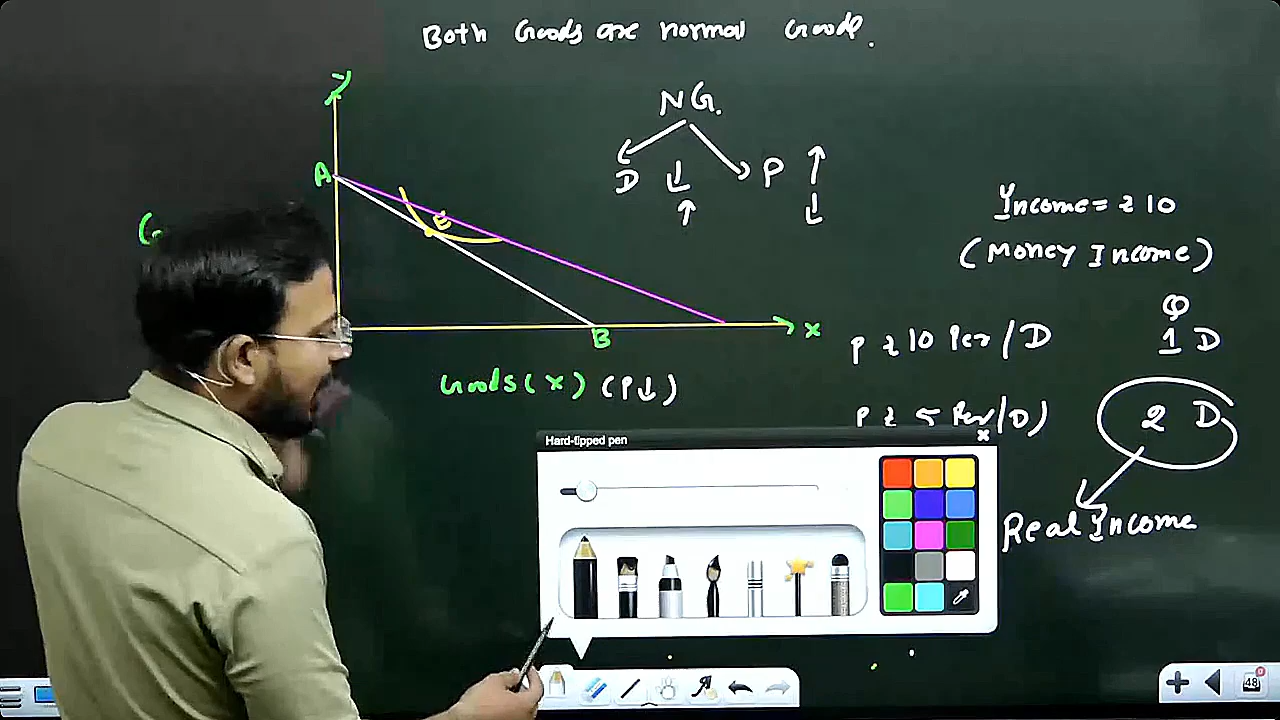 Both Goods are normal Goods.
Y
NG.
A
D
P
E
Income = ₹ 10
(Money Income)
X
B
P ₹ 10 Per/D
Q
1 D
Goods (X) (P↓)
P ₹ 5 Per/D)
2 D
Hard-tipped pen
x
Real Income
48